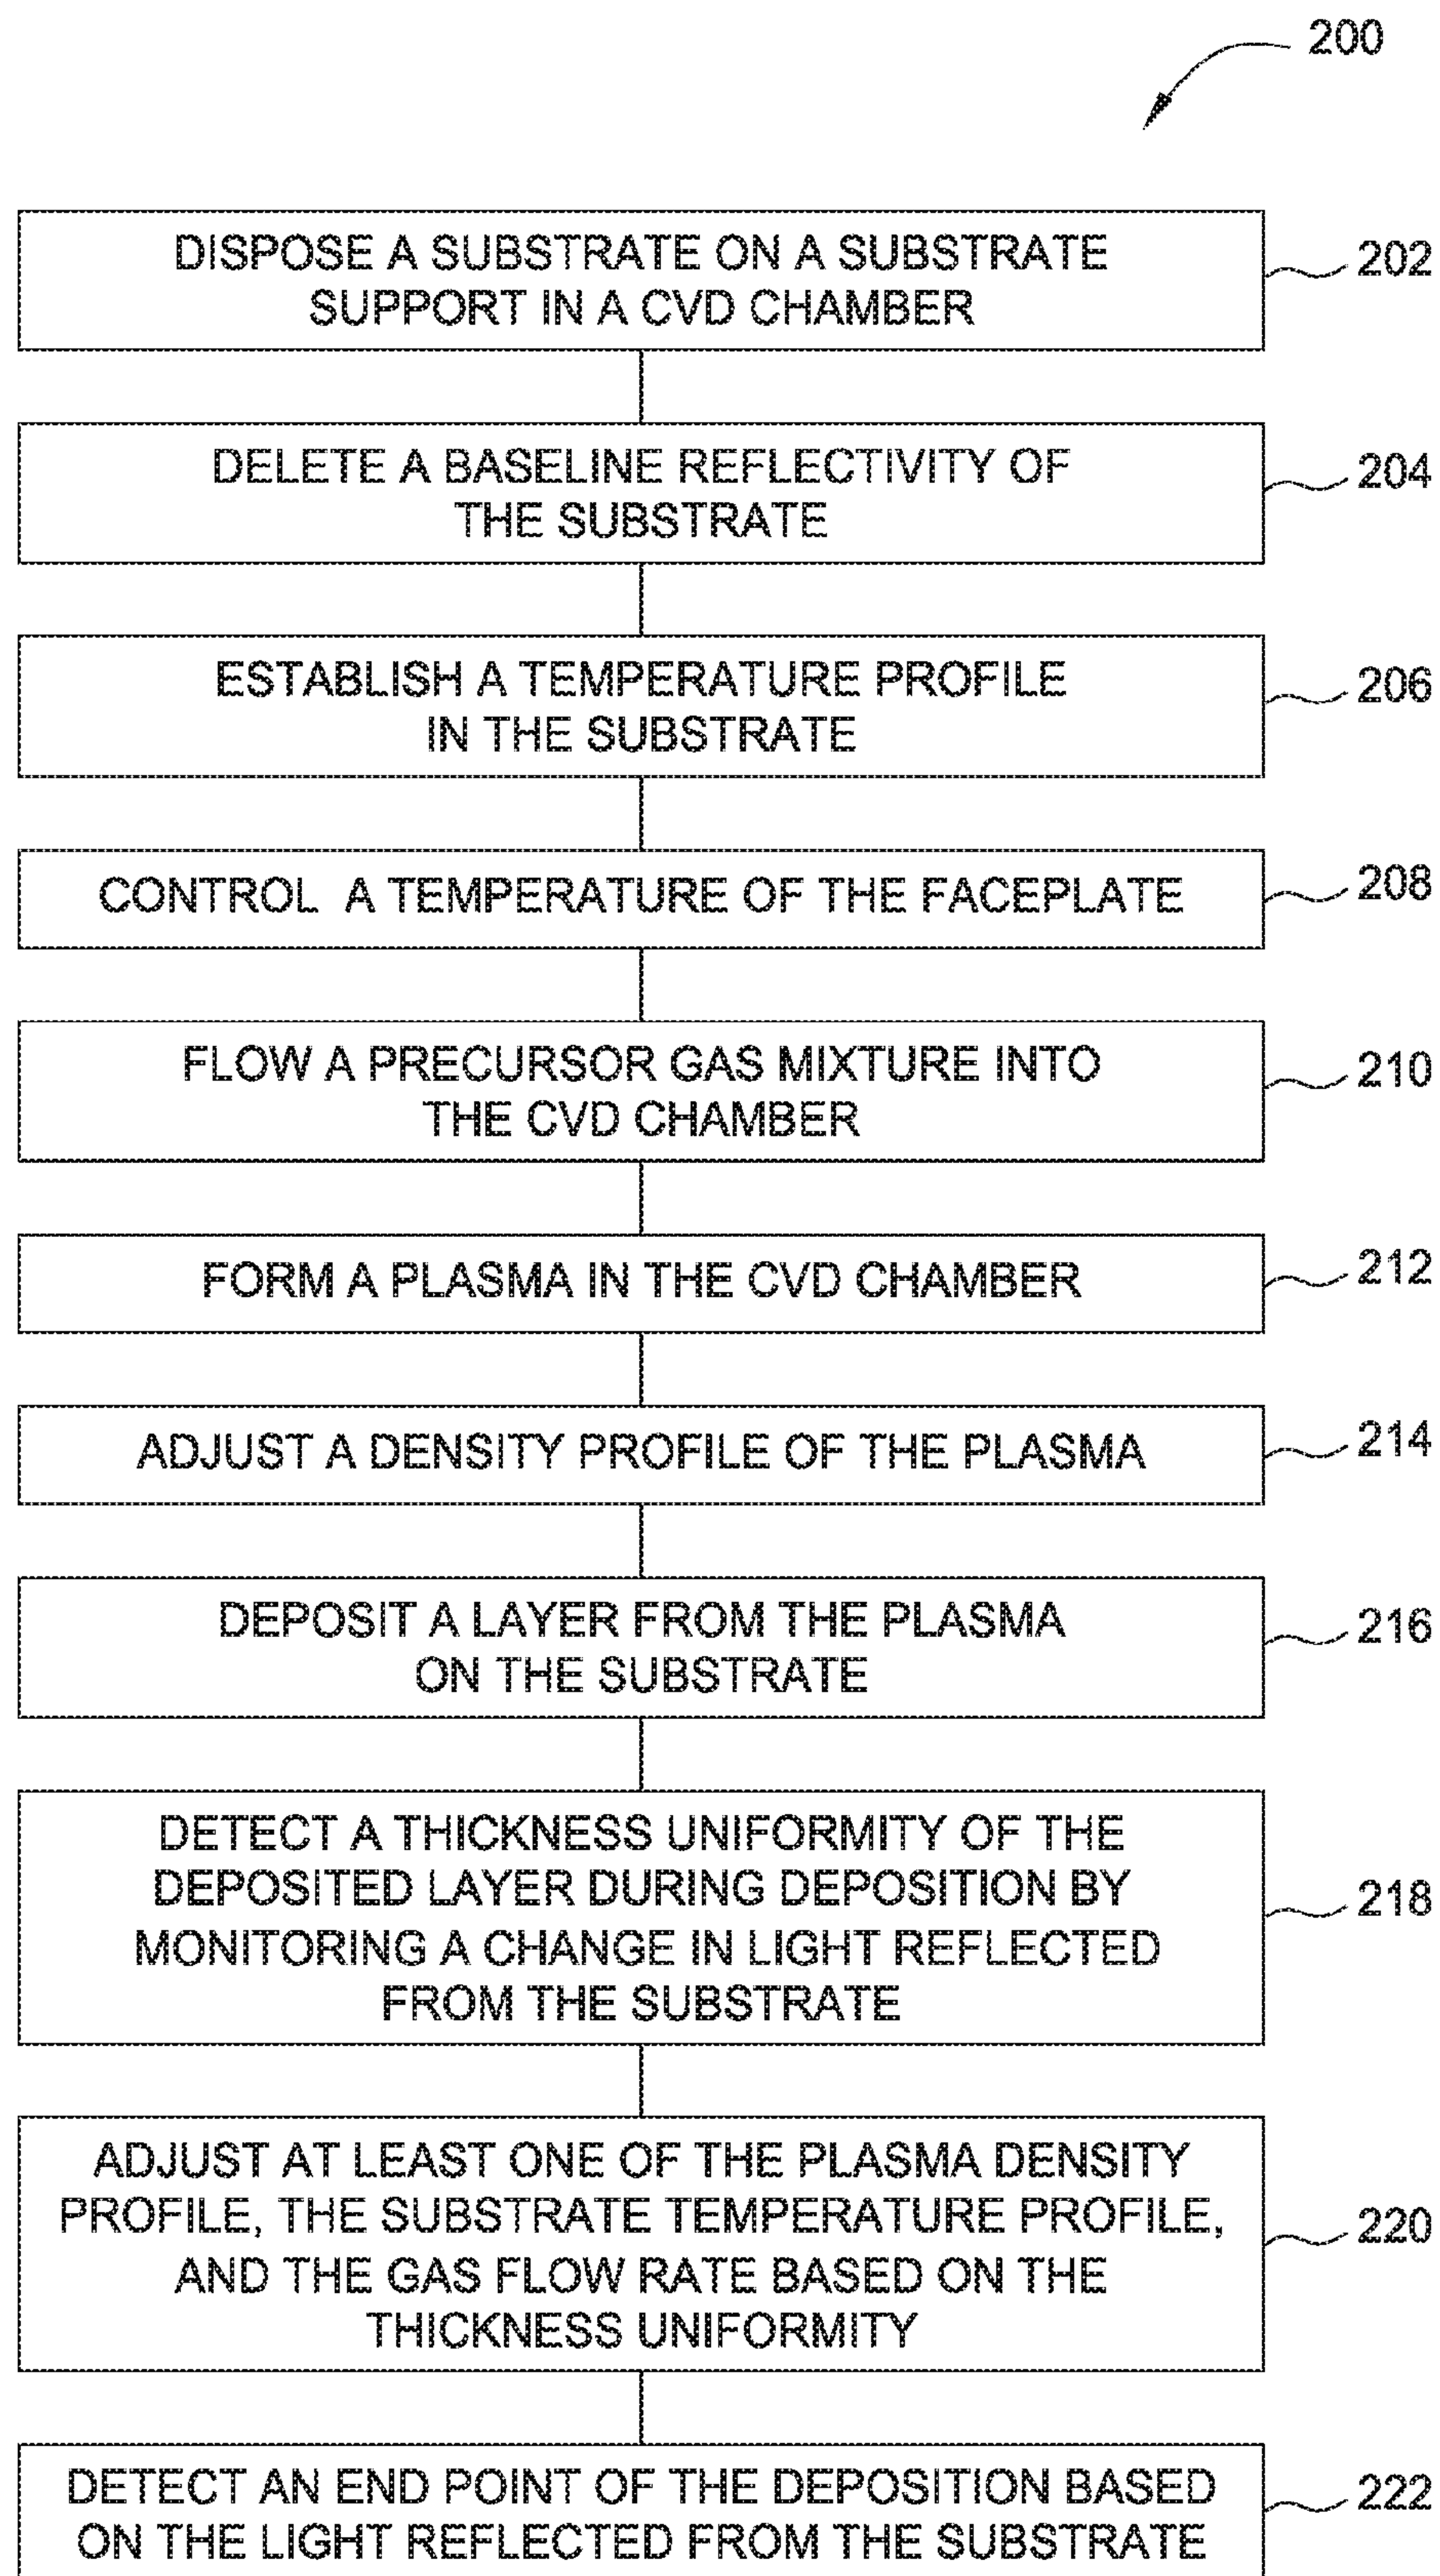 200
DISPOSE A SUBSTRATE ON A SUBSTRATE
SUPPORT IN A CVD CHAMBER
202
DELETE A BASELINE REFLECTIVITY OF
THE SUBSTRATE
204
ESTABLISH A TEMPERATURE PROFILE
IN THE SUBSTRATE
206
CONTROL A TEMPERATURE OF THE FACEPLATE
208
FLOW A PRECURSOR GAS MIXTURE INTO
THE CVD CHAMBER
210
FORM A PLASMA IN THE CVD CHAMBER
212
ADJUST A DENSITY PROFILE OF THE PLASMA
214
DEPOSIT A LAYER FROM THE PLASMA
ON THE SUBSTRATE
216
DETECT A THICKNESS UNIFORMITY OF THE
DEPOSITED LAYER DURING DEPOSITION BY
MONITORING A CHANGE IN LIGHT REFLECTED
FROM THE SUBSTRATE
218
ADJUST AT LEAST ONE OF THE PLASMA DENSITY
PROFILE, THE SUBSTRATE TEMPERATURE PROFILE,
AND THE GAS FLOW RATE BASED ON THE
THICKNESS UNIFORMITY
220
DETECT AN END POINT OF THE DEPOSITION BASED
ON THE LIGHT REFLECTED FROM THE SUBSTRATE
222